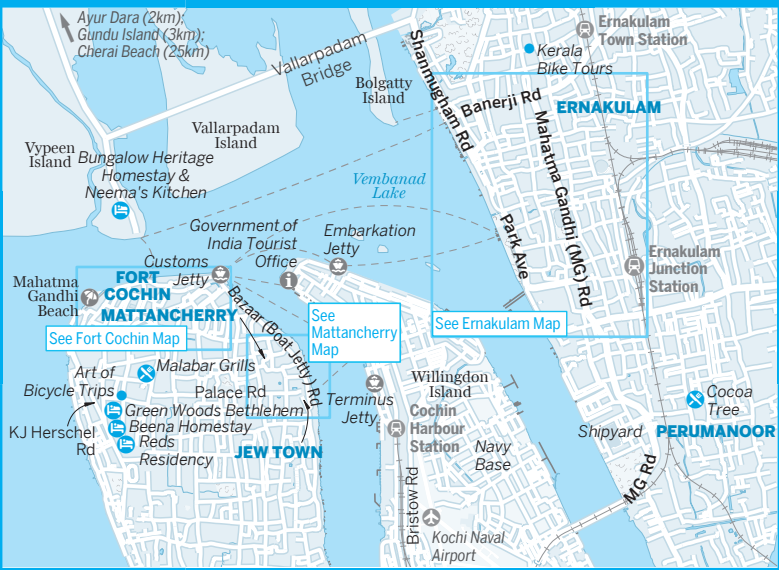 Ayur Dara (2km);
Gundu Island (3km);
Cherai Beach (25km)
Vallarpadam
Bridge
Bolgatty
Island
Shanmugham Rd
Ernakulam
Town Station
Kerala
Bike Tours
Banerji Rd
ERNAKULAM
Mahatma Gandhi (MG) Rd
Vallarpadam
Island
Vypeen
Island
Bungalow Heritage
Homestay &
Neema's Kitchen
Vembanad
Lake
Government of
India Tourist
Office
Embarkation
Jetty
Park Ave
Ernakulam
Junction
Station
Customs
Jetty
Mahatma
Gandhi
Beach
FORT
COCHIN
MATTANCHERRY
Bazaar (Boat Jetty) Rd
See Fort Cochin Map
See
Mattancherry
Map
See Ernakulam Map
Malabar Grills
Art of
Bicycle Trips
Palace Rd
Green Woods Bethlehem
Beena Homestay
Reds
Residency
KJ Herschel
Rd
JEW TOWN
Terminus
Jetty
Willingdon
Island
Cochin
Harbour
Station
Navy
Base
Bristow Rd
Kochi Naval
Airport
Cocoa
Tree
Shipyard
PERUMANOOR
MG Rd